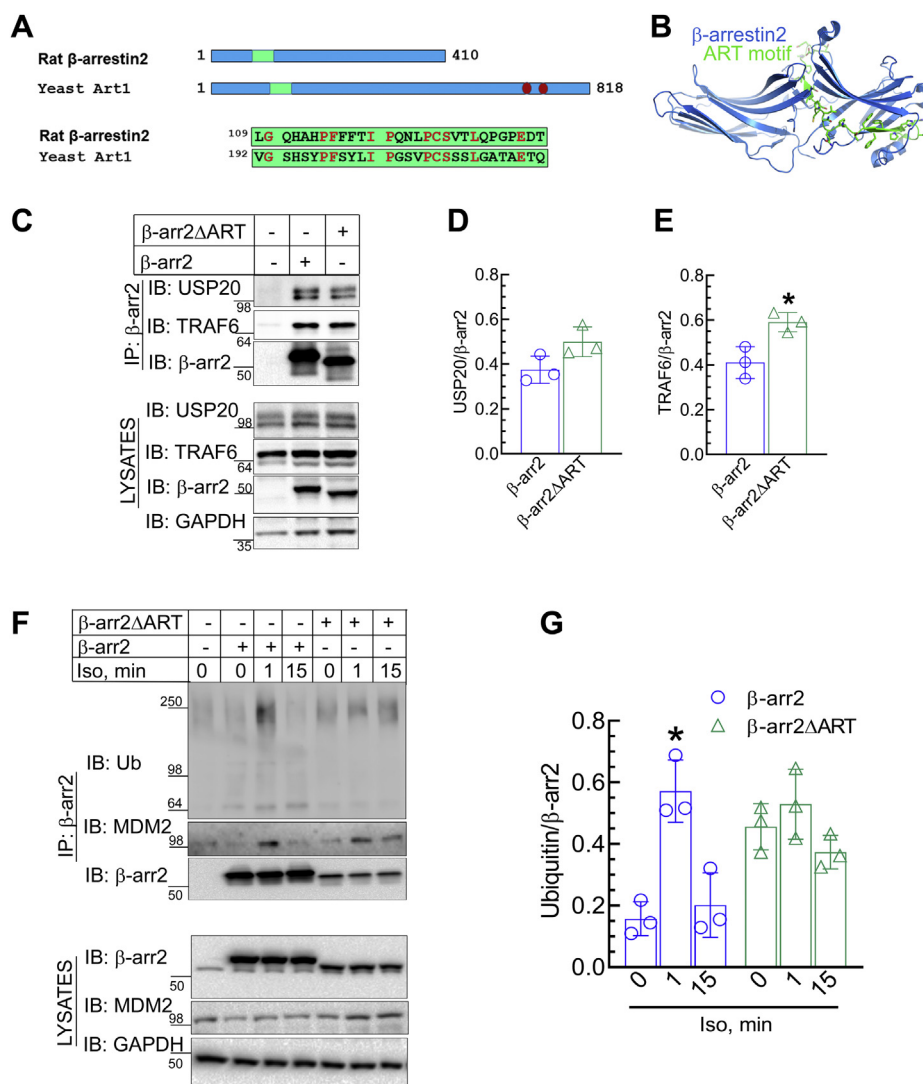 A
Rat β-arrestin2 1 410
Yeast Art1 1 818
Rat β-arrestin2 109 LGQHAHPFFFTI PQNLPCSVTLQPGPEDT
Yeast Art1 192 VGSHSYPFSYLI PGSVPCSSSLGATAETQ
B
β-arrestin2
ART motif
C
β-arr2ΔART - - +
β-arr2 - + -
IP: β-arr2
IB: USP20
98
IB: TRAF6
64
IB: β-arr2
50
LYSATES
IB: USP20
98
IB: TRAF6
64
IB: β-arr2
50
IB: GAPDH
35
D
USP20/β-arr2
0.8
0.6
0.4
0.2
0.0
β-arr2
β-arr2ΔART
E
TRAF6/β-arr2
0.8
0.6
0.4
0.2
0.0
*
β-arr2
β-arr2ΔART
F
β-arr2ΔART - - - - + + +
β-arr2 - + + + - - -
Iso, min 0 0 1 15 0 1 15
IP: β-arr2
250
IB: Ub
98
64
IB: MDM2
98
IB: β-arr2
50
LYSATES
IB: β-arr2
50
IB: MDM2
98
IB: GAPDH
50
G
β-arr2
β-arr2ΔART
Ubiquitin/β-arr2
0.8
0.6
0.4
0.2
0.0
*
0 1 15 0 1 15
Iso, min